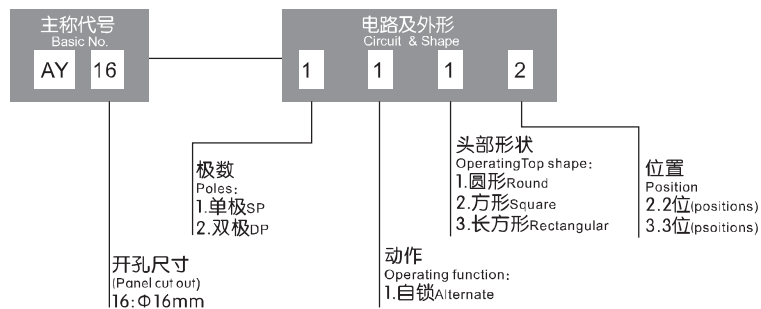 主称代号
Basic No.
AY 16
电路及外形
Circuit & Shape
1 1 1 2
极数
Poles:
1.单极SP
2.双极DP
开孔尺寸
(Panel cut out)
16:Φ16mm
动作
Operating function:
1.自锁Alternate
头部形状
OperatingTop shape:
1.圆形Round
2.方形Square
3.长方形Rectangular
位置
Position
2.2位(positions)
3.3位(psoitions)